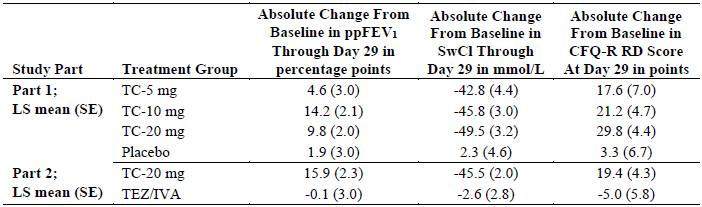 Study Part Treatment Group Absolute Change From Baseline in ppFEV₁ Through Day 29 in percentage points Absolute Change From Baseline in SwCl Through Day 29 in mmol/L Absolute Change From Baseline in CFQ-R RD Score At Day 29 in points
Part 1; TC-5 mg 4.6 (3.0) -42.8 (4.4) 17.6 (7.0)
LS mean (SE) TC-10 mg 14.2 (2.1) -45.8 (3.0) 21.2 (4.7)
TC-20 mg 9.8 (2.0) -49.5 (3.2) 29.8 (4.4)
Placebo 1.9 (3.0) 2.3 (4.6) 3.3 (6.7)
Part 2; TC-20 mg 15.9 (2.3) -45.5 (2.0) 19.4 (4.3)
LS mean (SE) TEZ/IVA -0.1 (3.0) -2.6 (2.8) -5.0 (5.8)